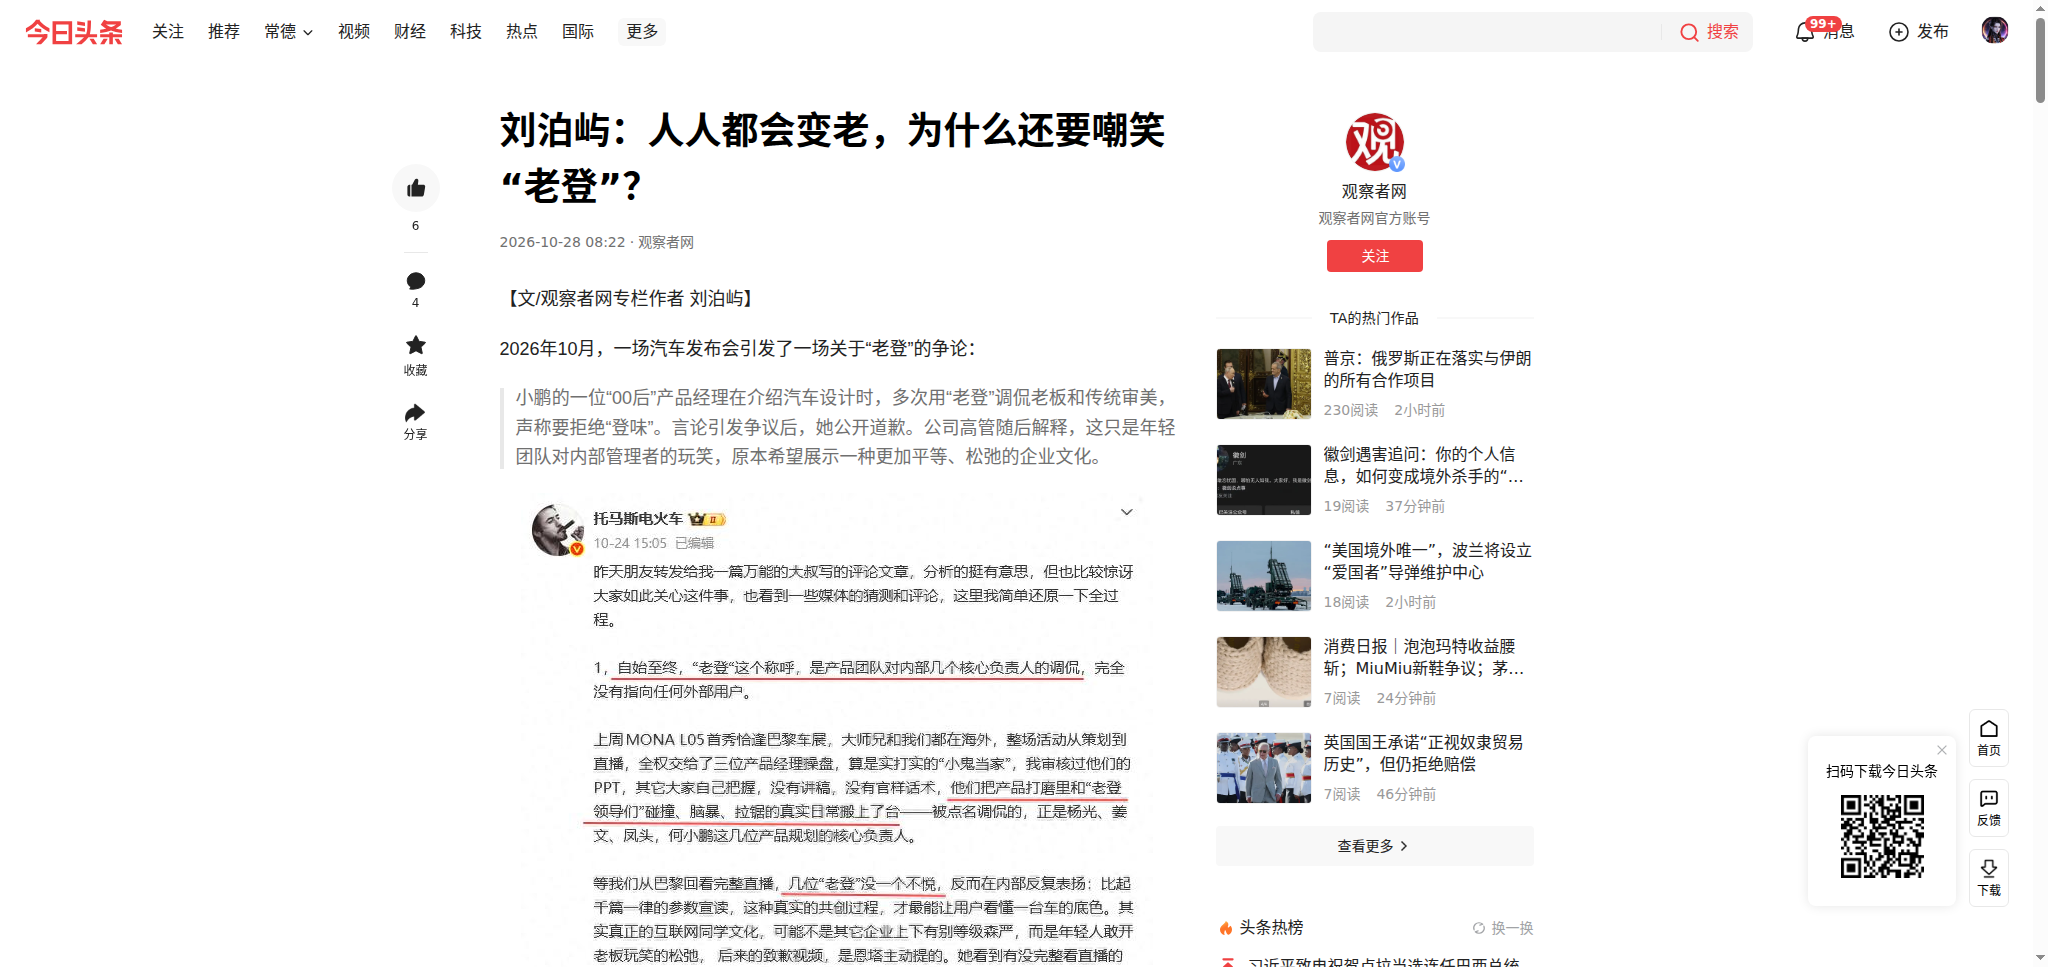 今日头条
关注
推荐
常德
视频
财经
科技
热点
国际
更多
搜索
99+
消息
发布
刘泊屿：人人都会变老，为什么还要嘲笑
“老登”？
2026-10-28 08:22 · 观察者网
6
4
收藏
分享
【文/观察者网专栏作者 刘泊屿】
2026年10月，一场汽车发布会引发了一场关于“老登”的争论：
小鹏的一位“00后”产品经理在介绍汽车设计时，多次用“老登”调侃老板和传统审美，
声称要拒绝“登味”。言论引发争议后，她公开道歉。公司高管随后解释，这只是年轻
团队对内部管理者的玩笑，原本希望展示一种更加平等、松弛的企业文化。
托马斯电火车
II
10-24 15:05 已编辑
昨天朋友转发给我一篇万能的大叔写的评论文章，分析的挺有意思，但也比较惊讶
大家如此关心这件事，也看到一些媒体的猜测和评论，这里我简单还原一下全过
程。
1，自始至终，“老登“这个称呼，是产品团队对内部几个核心负责人的调侃，完全
没有指向任何外部用户。
上周MONA L05首秀恰逢巴黎车展，大师兄和我们都在海外，整场活动从策划到
直播，全权交给了三位产品经理操盘，算是实打实的“小鬼当家”，我审核过他们的
PPT，其它大家自己把握，没有讲稿，没有官样话术，他们把产品打磨里和“老登
领导们”碰撞、脑暴、拉锯的真实日常搬上了台——被点名调侃的，正是杨光、姜
文、凤头，何小鹏这几位产品规划的核心负责人。
等我们从巴黎回看完整直播，几位“老登”没一个不悦，反而在内部反复表扬：比起
千篇一律的参数宣读，这种真实的共创过程，才最能让用户看懂一台车的底色。其
实真正的互联网同学文化，可能不是其它企业上下有别等级森严，而是年轻人敢开
老板玩笑的松弛， 后来的致歉视频，是恩塔主动提的。她看到有没完整看直播的
观
观察者网
观察者网官方账号
关注
TA的热门作品
普京：俄罗斯正在落实与伊朗
的所有合作项目
230阅读 2小时前
徽剑遇害追问：你的个人信
息，如何变成境外杀手的“...
19阅读 37分钟前
“美国境外唯一”，波兰将设立
“爱国者”导弹维护中心
18阅读 2小时前
消费日报｜泡泡玛特收益腰
斩；MiuMiu新鞋争议；茅...
7阅读 24分钟前
英国国王承诺“正视奴隶贸易
历史”，但仍拒绝赔偿
7阅读 46分钟前
查看更多
头条热榜
换一换
习近平致电祝贺卢拉当选连任巴西总统
扫码下载今日头条
首页
反馈
下载